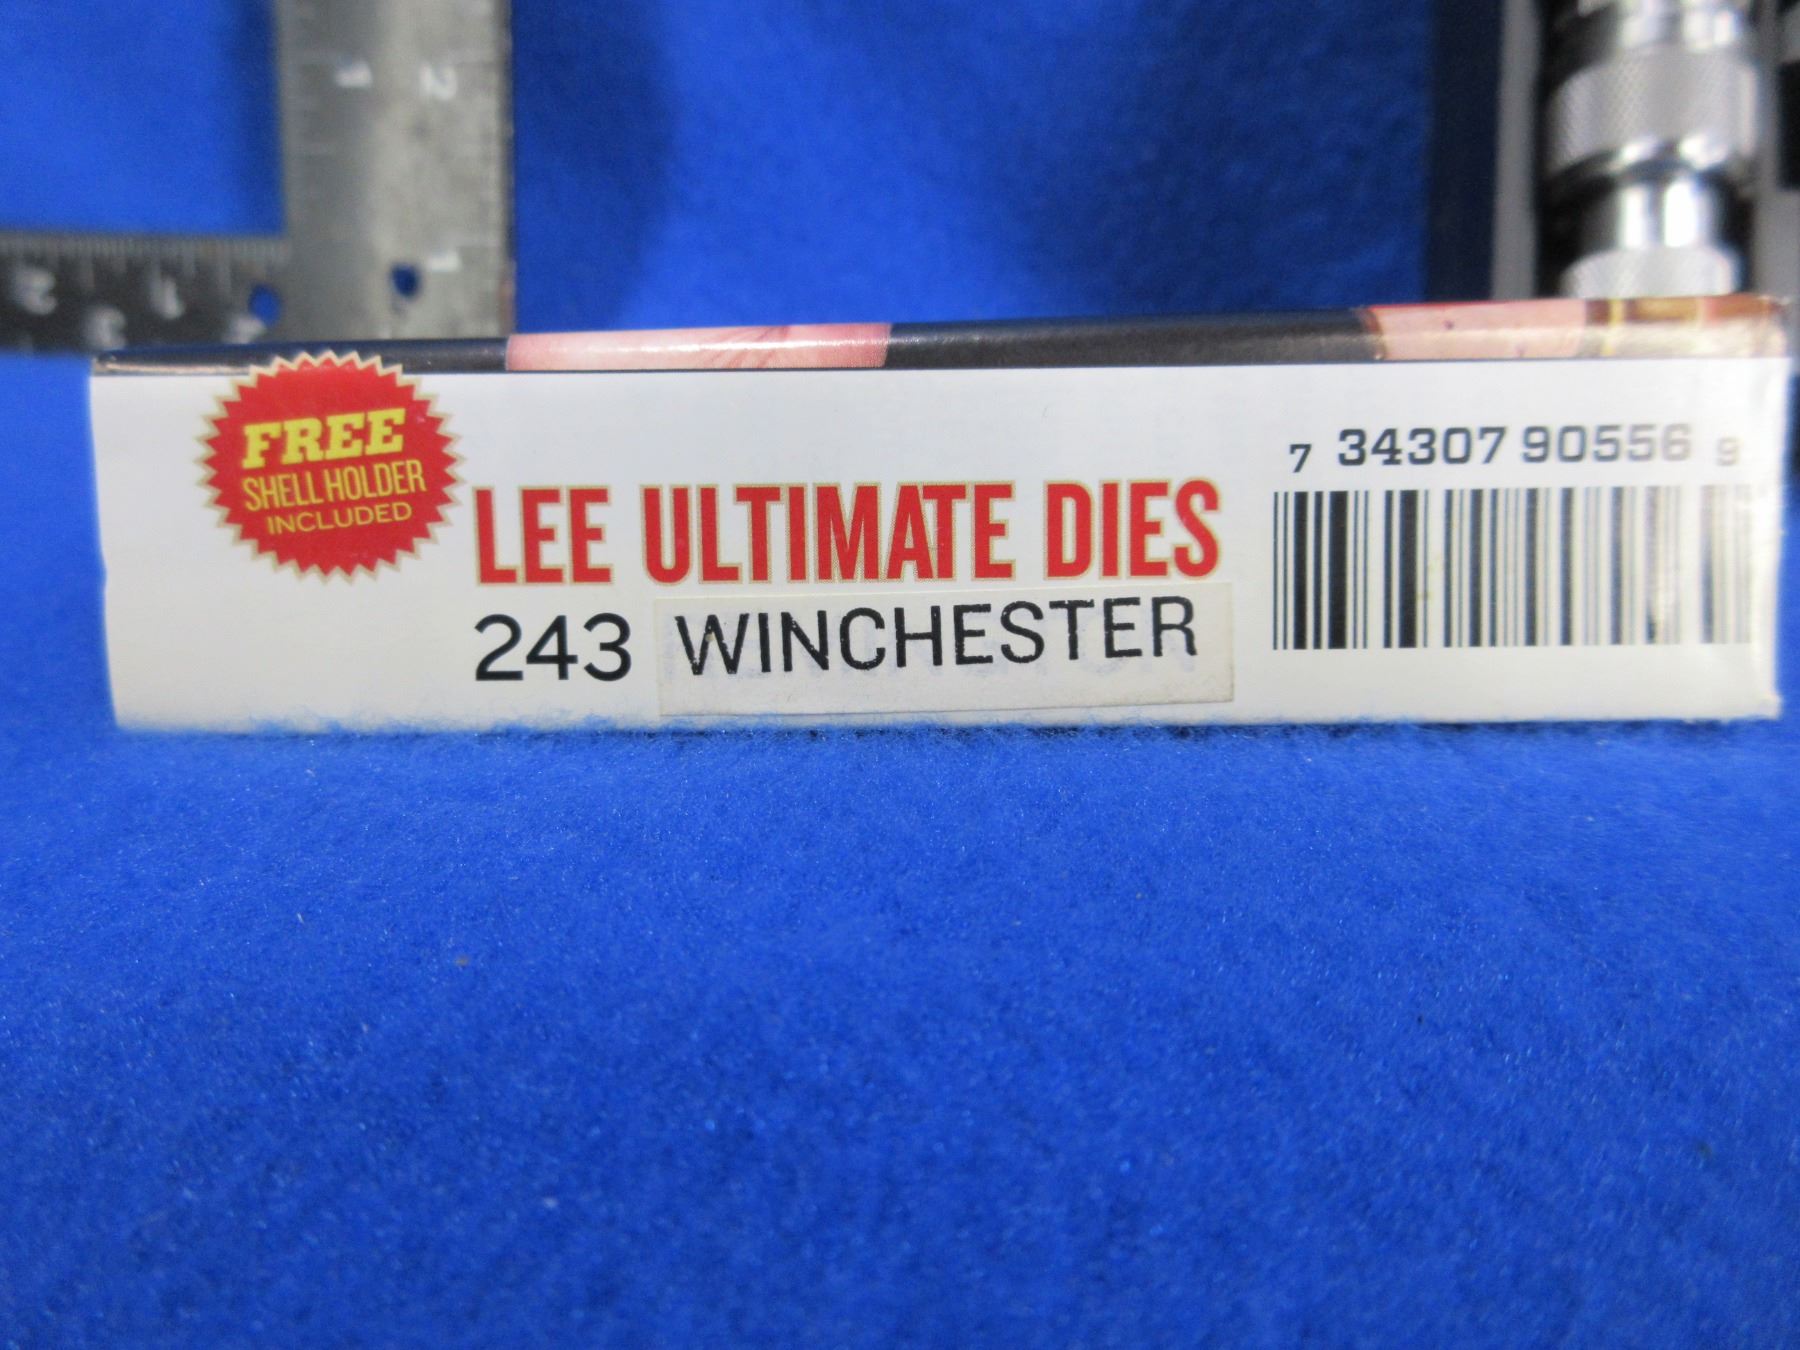 FREE
SHELL HOLDER
INCLUDED
LEE ULTIMATE DIES
243 WINCHESTER
7 34307 90556 9